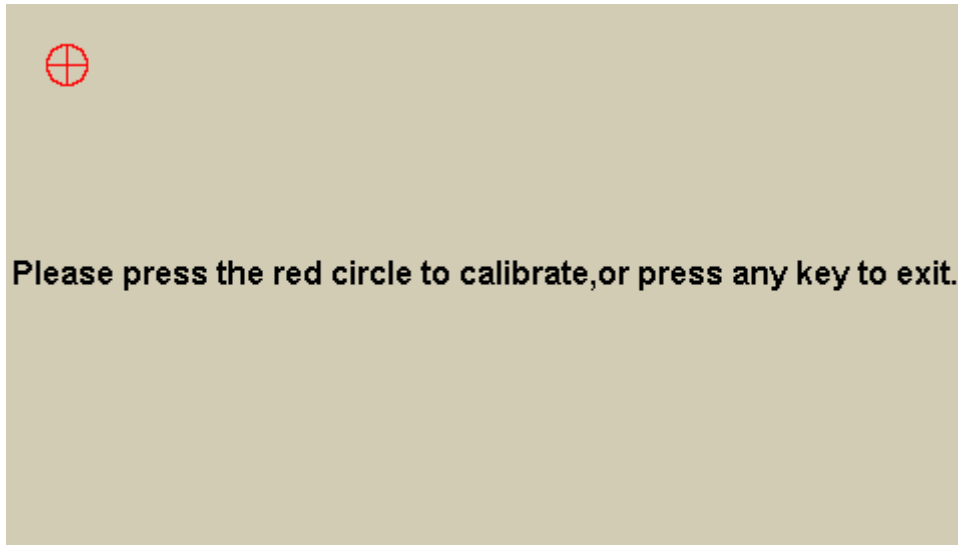 Please press the red circle to calibrate,or press any key to exit.